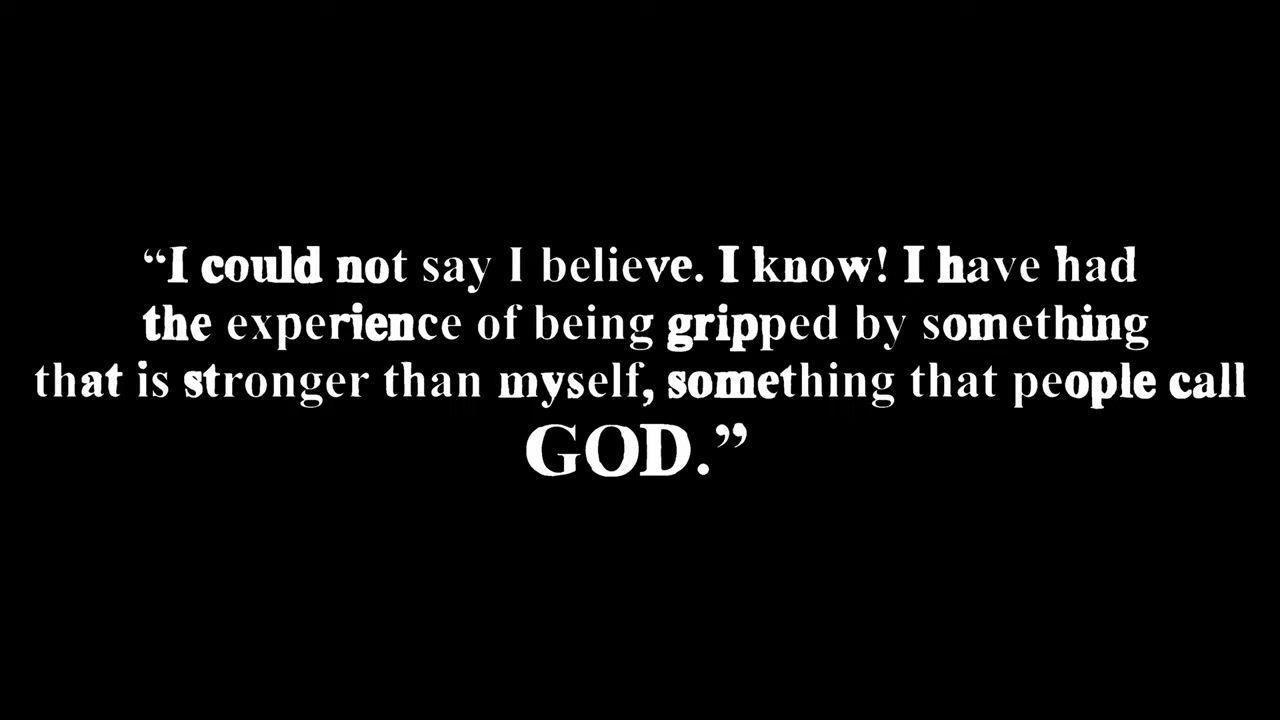 “I could not say I believe. I know! I have had
the experience of being gripped by something
that is stronger than myself, something that people call
GOD.”